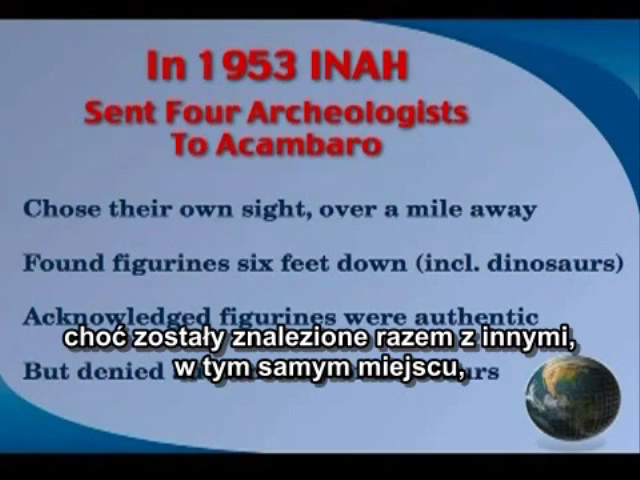 In 1953 INAH
Sent Four Archeologists
To Acambaro
Chose their own sight, over a mile away
Found figurines six feet down (incl. dinosaurs)
Acknowledged figurines were authentic
choć zostały znalezione razem z innymi,
w tym samym miejscu,
But denied